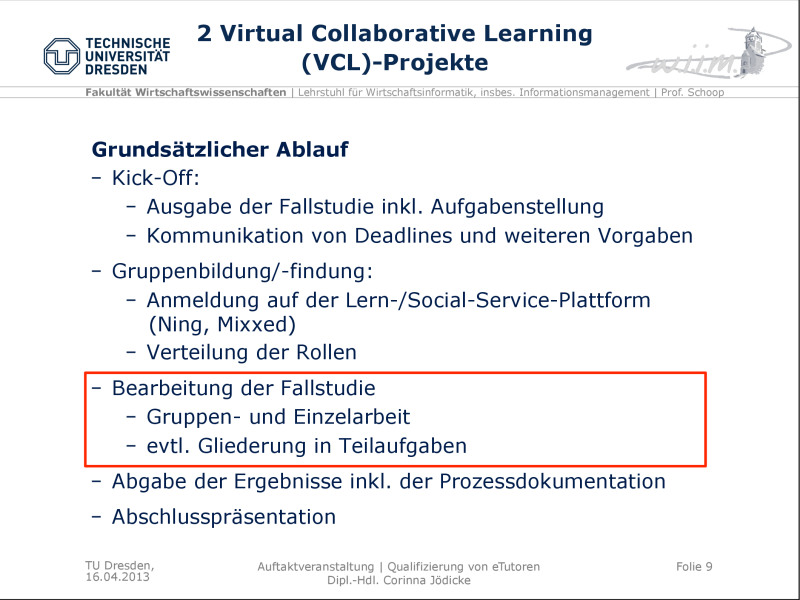 2 Virtual Collaborative Learning
(VCL)-Projekte
TECHNISCHE
UNIVERSITÄT
DRESDEN
w.i.i.m.
Fakultät Wirtschaftswissenschaften | Lehrstuhl für Wirtschaftsinformatik, insbes. Informationsmanagement | Prof. Schoop
Grundsätzlicher Ablauf
– Kick-Off:
– Ausgabe der Fallstudie inkl. Aufgabenstellung
– Kommunikation von Deadlines und weiteren Vorgaben
– Gruppenbildung/-findung:
– Anmeldung auf der Lern-/Social-Service-Plattform
(Ning, Mixxed)
– Verteilung der Rollen
– Bearbeitung der Fallstudie
– Gruppen- und Einzelarbeit
– evtl. Gliederung in Teilaufgaben
– Abgabe der Ergebnisse inkl. der Prozessdokumentation
– Abschlusspräsentation
TU Dresden,
16.04.2013
Auftaktveranstaltung | Qualifizierung von eTutoren
Dipl.-Hdl. Corinna Jödicke
Folie 9